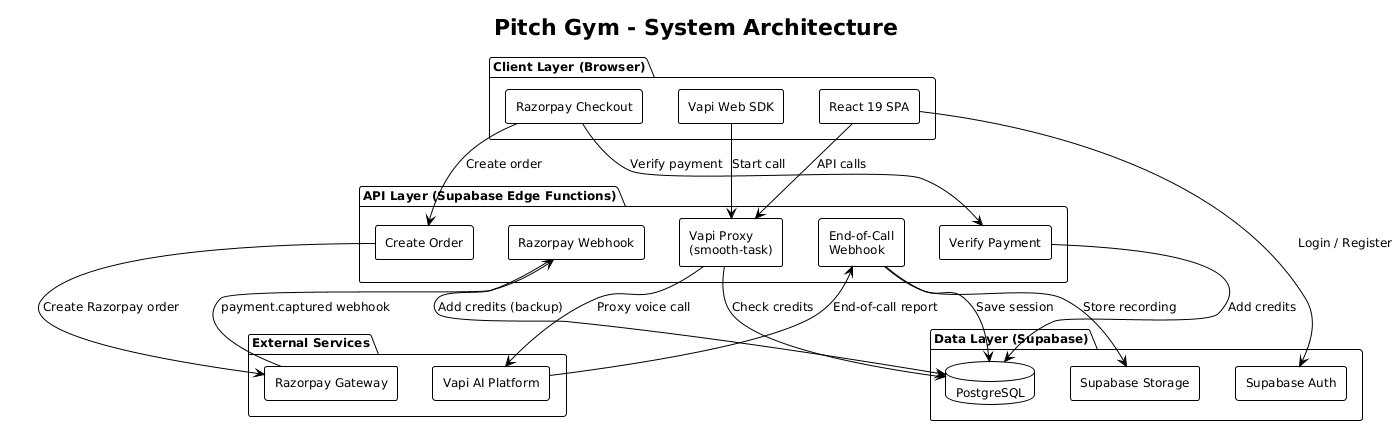 Pitch Gym - System Architecture
Client Layer (Browser)
Razorpay Checkout
Vapi Web SDK
React 19 SPA
Create order
Verify payment
Start call
API calls
API Layer (Supabase Edge Functions)
Create Order
Razorpay Webhook
Vapi Proxy
(smooth-task)
End-of-Call
Webhook
Verify Payment
Login / Register
Create Razorpay order
payment.captured webhook
Add credits (backup)
Proxy voice call
Check credits
End-of-call report
Save session
Store recording
Add credits
External Services
Razorpay Gateway
Vapi AI Platform
Data Layer (Supabase)
PostgreSQL
Supabase Storage
Supabase Auth